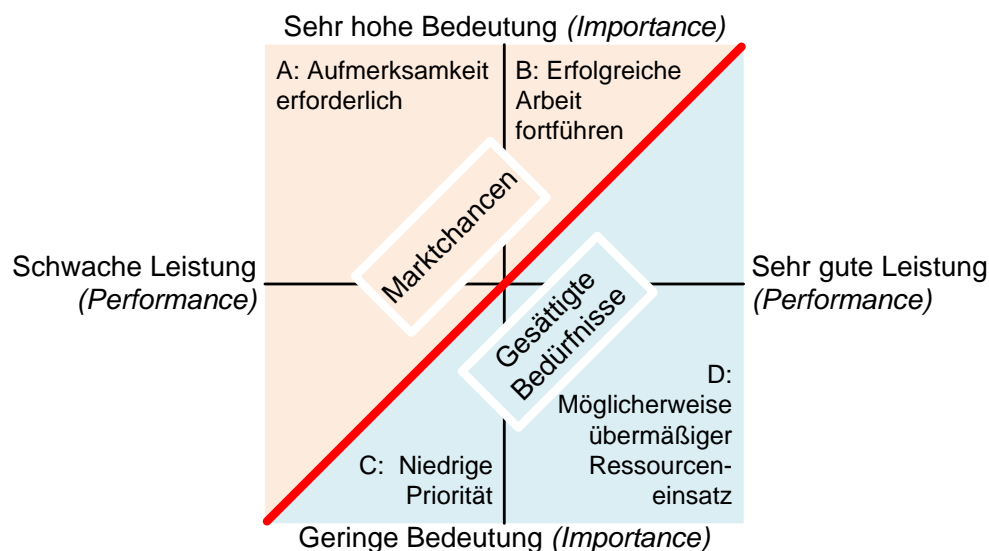 Sehr hohe Bedeutung (Importance)
A: Aufmerksamkeit
erforderlich
B: Erfolgreiche
Arbeit
fortführen
Marktchancen
Schwache Leistung
(Performance)
Sehr gute Leistung
(Performance)
Gesättigte
Bedürfnisse
C: Niedrige
Priorität
D:
Möglicherweise
übermäßiger
Ressourcen-
einsatz
Geringe Bedeutung (Importance)